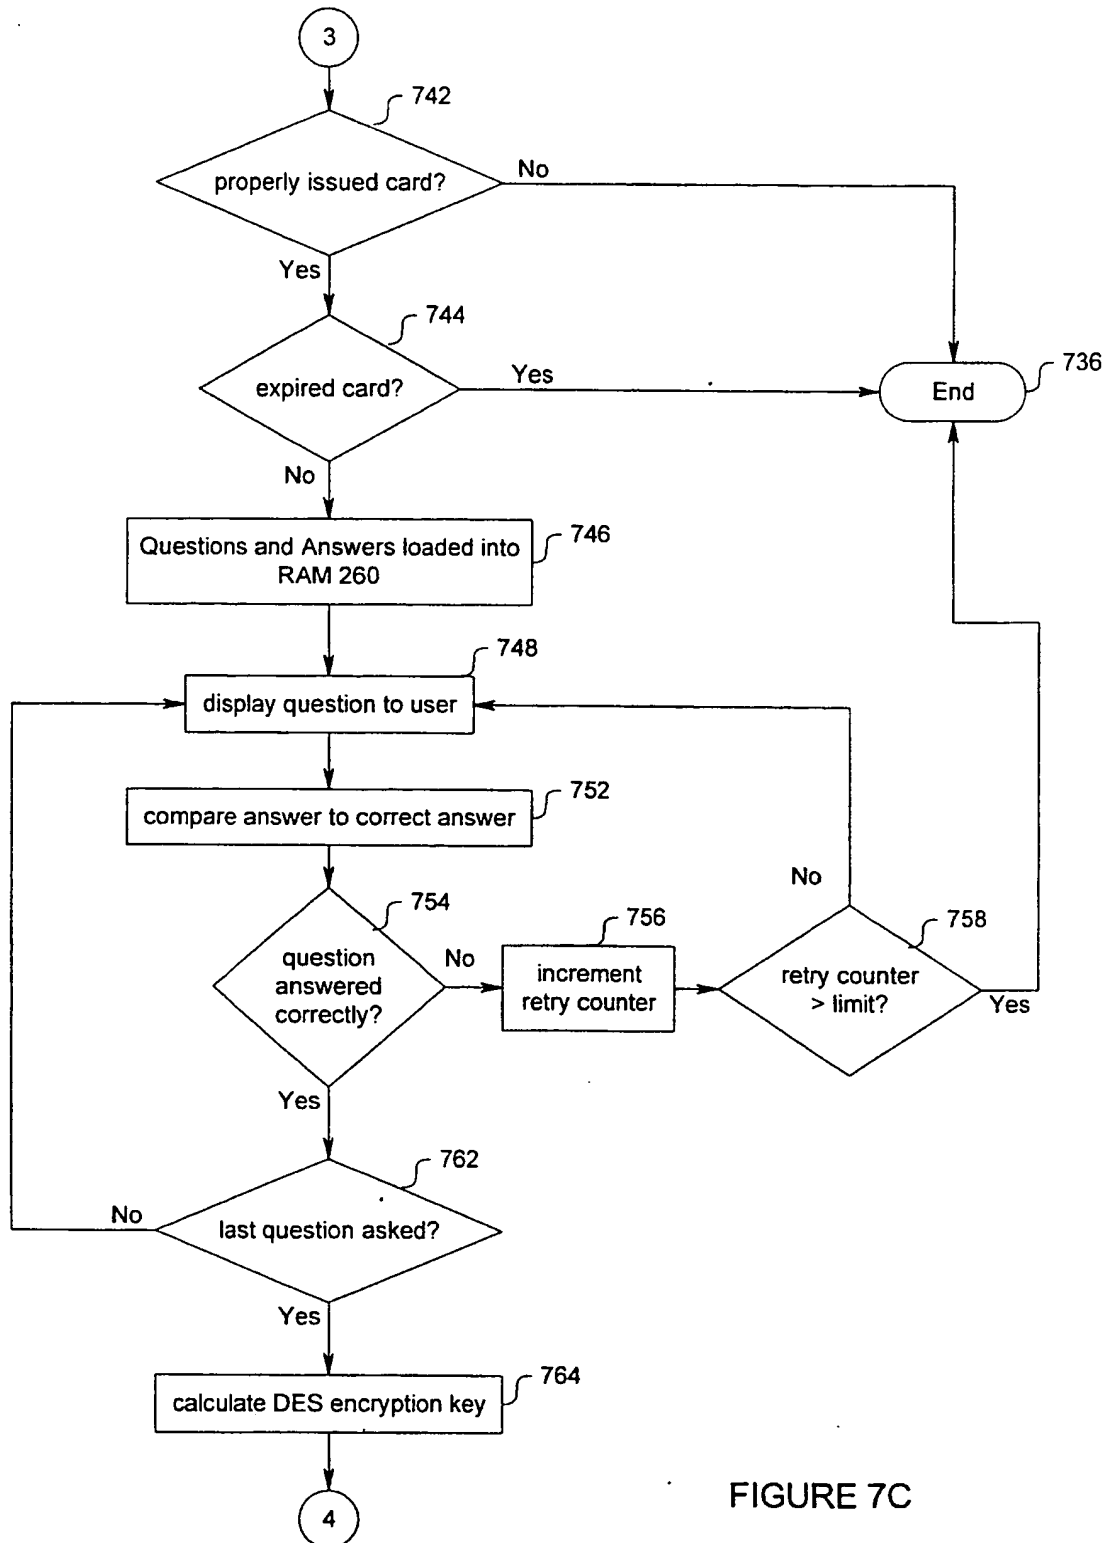 3
742
properly issued card?
No
Yes
744
expired card?
Yes
736
End
No
746
Questions and Answers loaded into
RAM 260
748
display question to user
752
compare answer to correct answer
754
question
answered
correctly?
No
756
increment
retry counter
No
758
retry counter
> limit?
Yes
Yes
762
last question asked?
No
Yes
764
calculate DES encryption key
4
FIGURE 7C